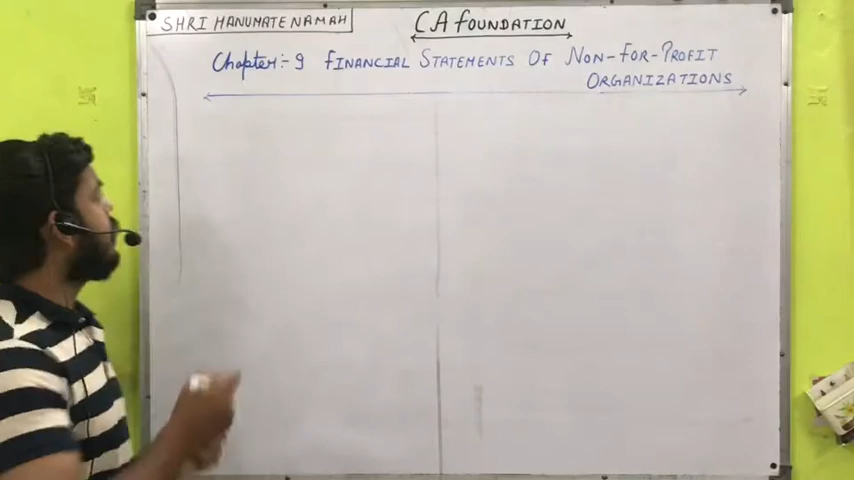 SHRI HANUMATE NAMAH
CA FOUNDATION
Chapter:- 9 FINANCIAL STATEMENTS OF NON-FOR-PROFIT
ORGANIZATIONS